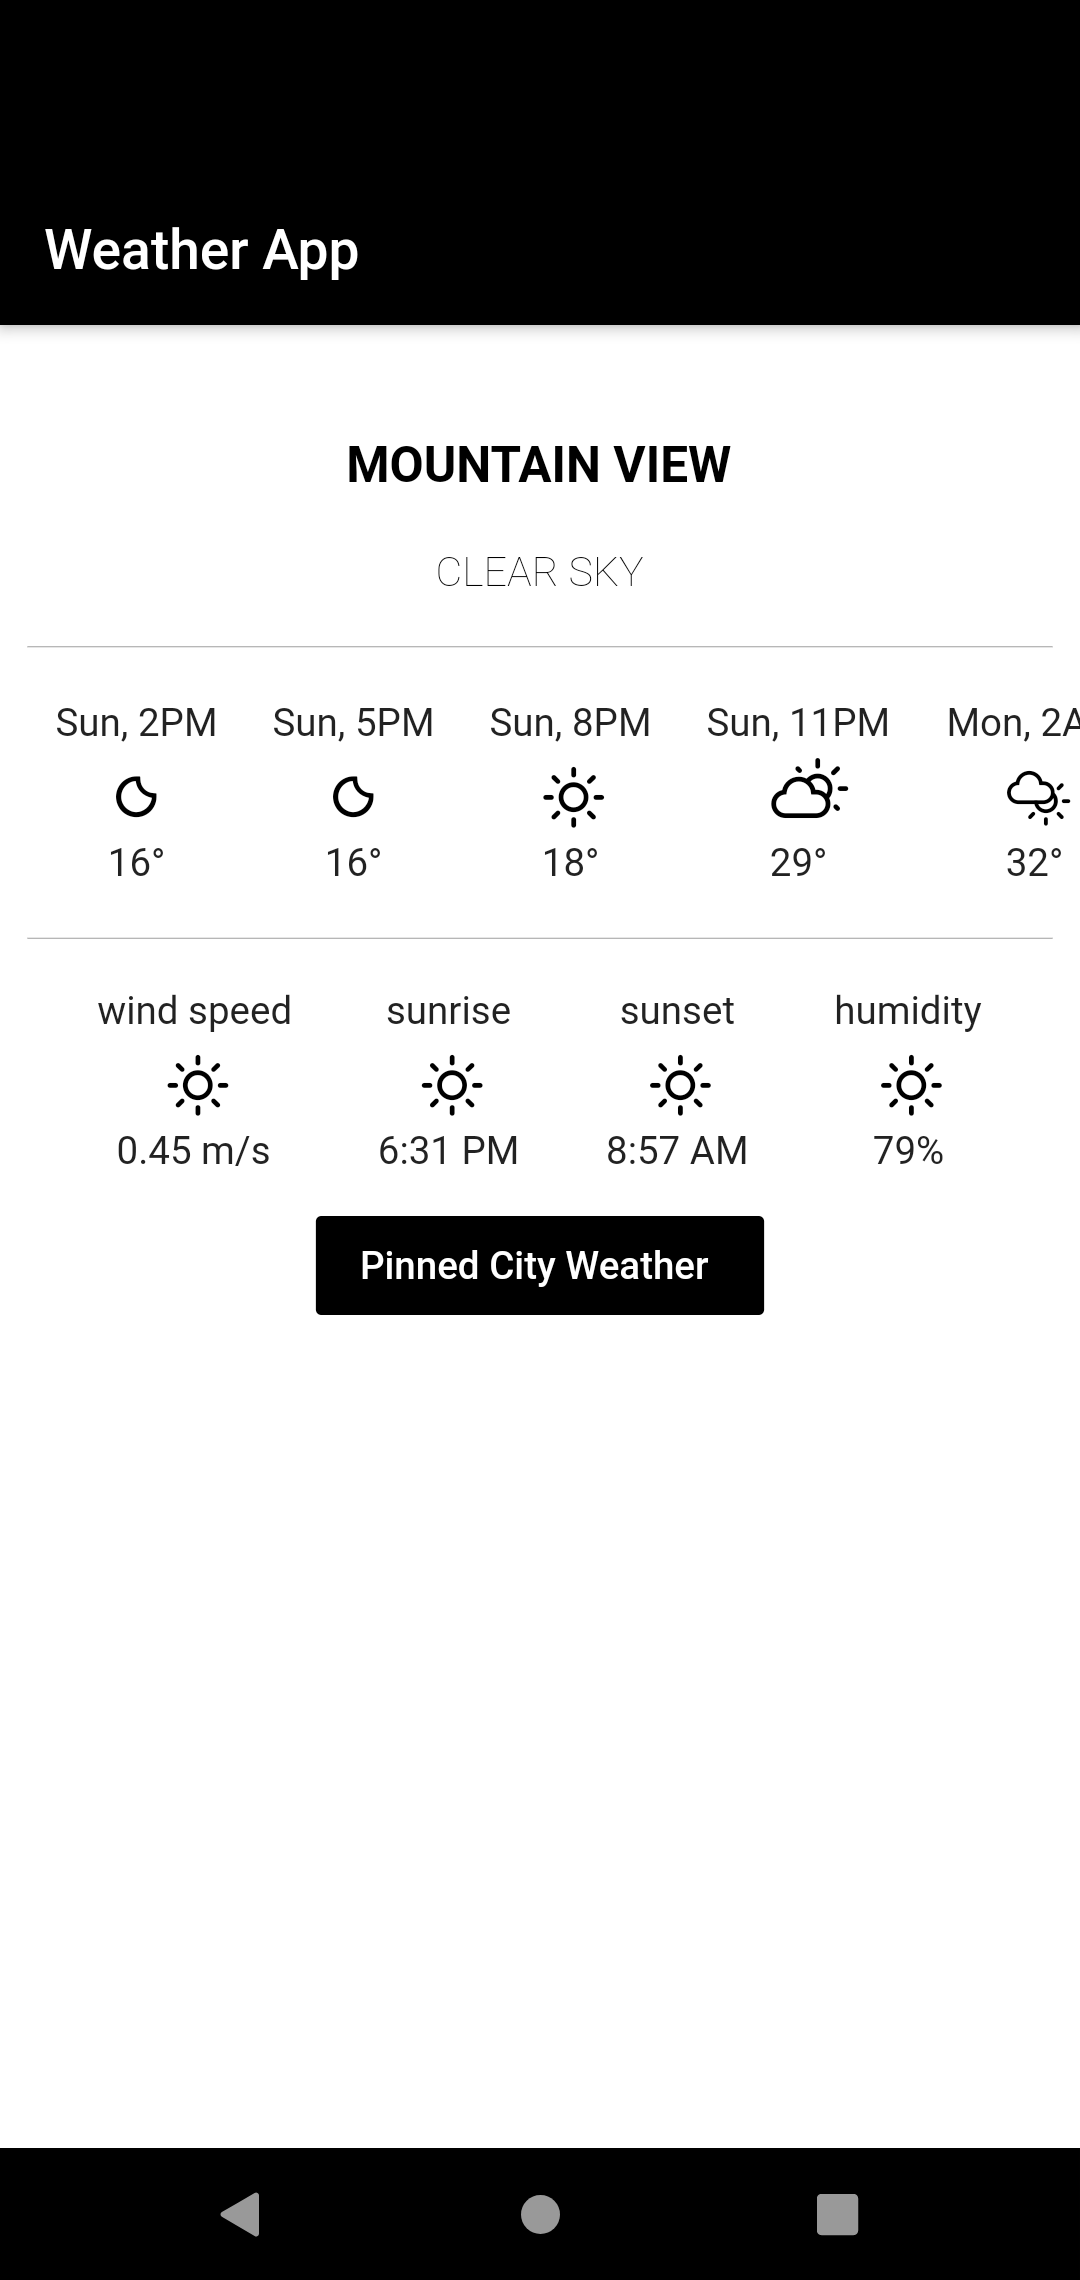 Weather App
MOUNTAIN VIEW
CLEAR SKY
Sun, 2PM Sun, 5PM Sun, 8PM Sun, 11PM Mon, 2A
16° 16° 18° 29° 32°
wind speed sunrise sunset humidity
0.45 m/s 6:31 PM 8:57 AM 79%
Pinned City Weather